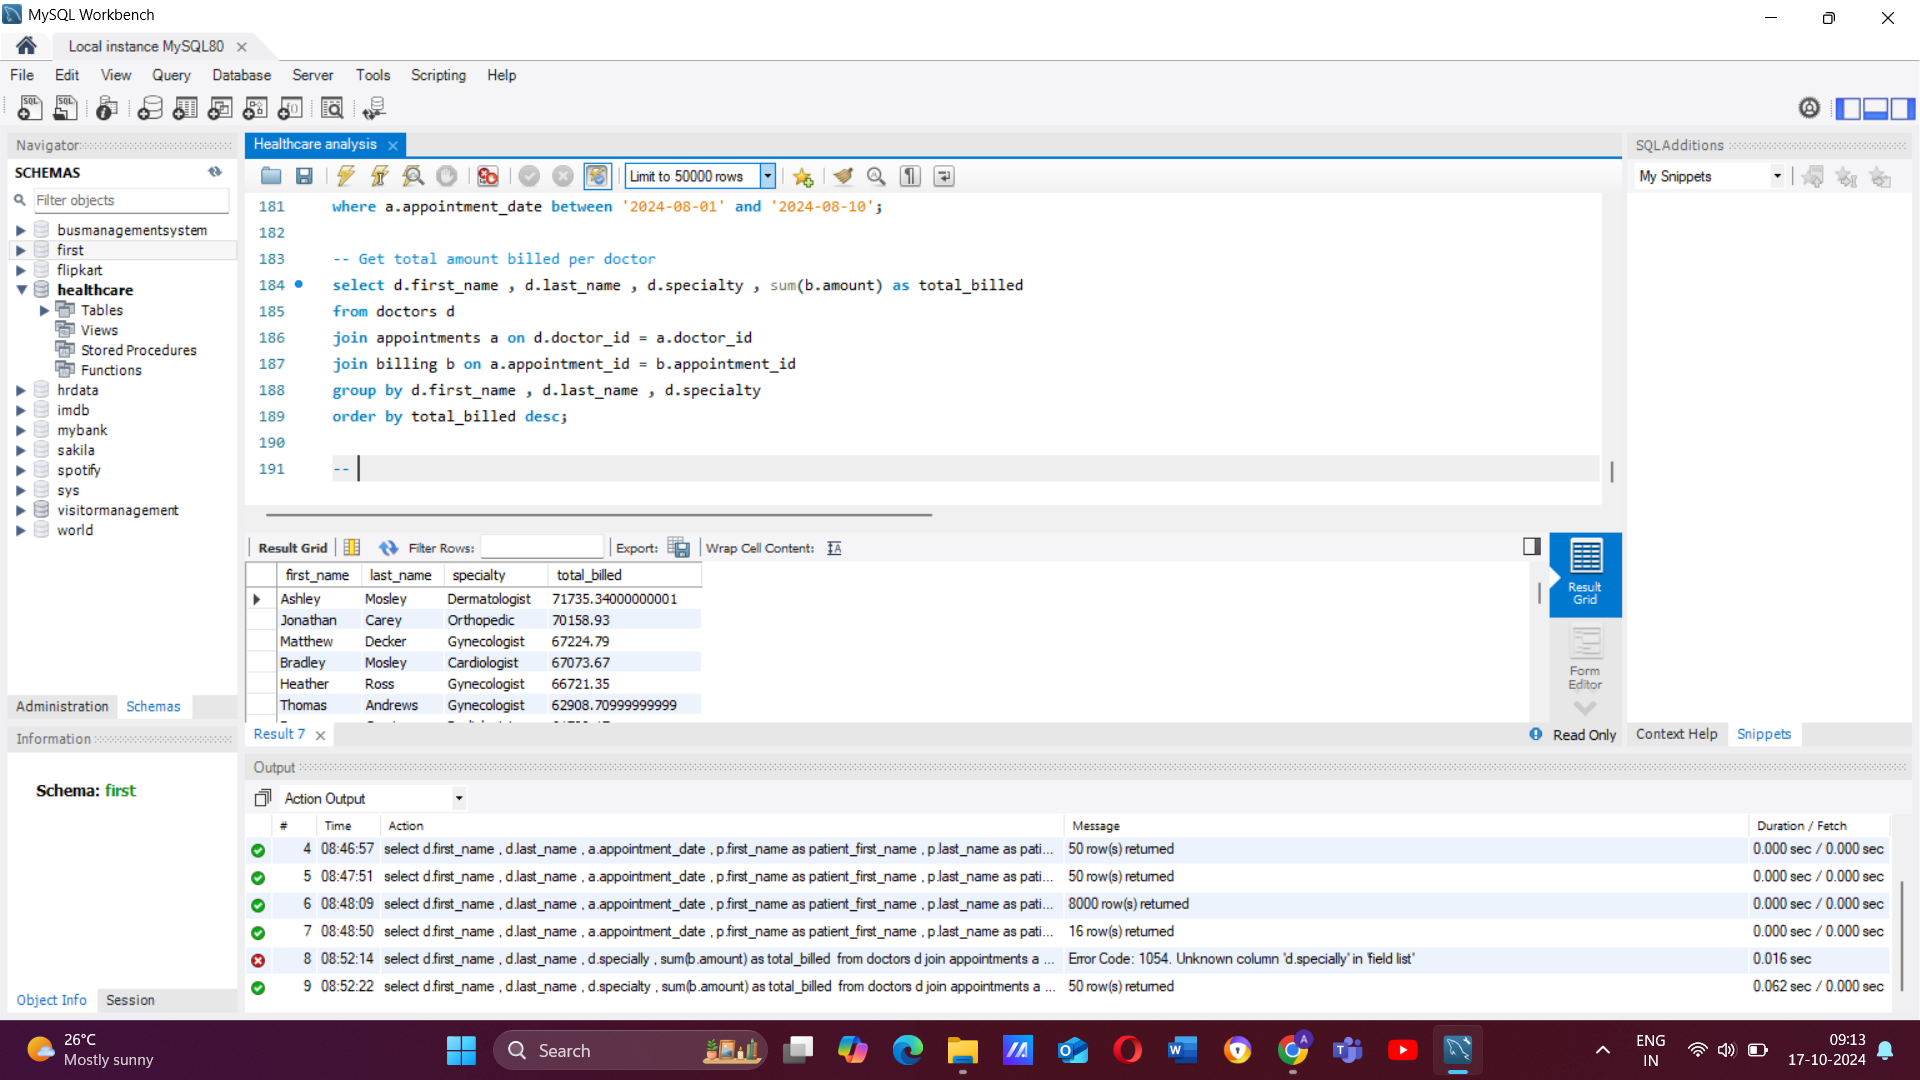 MySQL Workbench
Local instance MySQL80
File Edit View Query Database Server Tools Scripting Help
Navigator
SCHEMAS
Filter objects
busmanagementsystem
first
flipkart
healthcare
Tables
Views
Stored Procedures
Functions
hrdata
imdb
mybank
sakila
spotify
sys
visitormanagement
world
Administration Schemas
Information
Schema: first
Object Info Session
Healthcare analysis
Limit to 50000 rows
181 where a.appointment_date between '2024-08-01' and '2024-08-10';
182
183 -- Get total amount billed per doctor
184 select d.first_name , d.last_name , d.specialty , sum(b.amount) as total_billed
185 from doctors d
186 join appointments a on d.doctor_id = a.doctor_id
187 join billing b on a.appointment_id = b.appointment_id
188 group by d.first_name , d.last_name , d.specialty
189 order by total_billed desc;
190
191 --
Result Grid Filter Rows: Export: Wrap Cell Content:
first_name last_name specialty total_billed
Ashley Mosley Dermatologist 71735.34000000001
Jonathan Carey Orthopedic 70158.93
Matthew Decker Gynecologist 67224.79
Bradley Mosley Cardiologist 67073.67
Heather Ross Gynecologist 66721.35
Thomas Andrews Gynecologist 62908.70999999999
Result Grid
Form Editor
Result 7
Read Only
SQLAdditions
My Snippets
Context Help Snippets
Output
Action Output
# Time Action Message Duration / Fetch
4 08:46:57 select d.first_name , d.last_name , a.appointment_date , p.first_name as patient_first_name , p.last_name as pati... 50 row(s) returned 0.000 sec / 0.000 sec
5 08:47:51 select d.first_name , d.last_name , a.appointment_date , p.first_name as patient_first_name , p.last_name as pati... 50 row(s) returned 0.000 sec / 0.000 sec
6 08:48:09 select d.first_name , d.last_name , a.appointment_date , p.first_name as patient_first_name , p.last_name as pati... 8000 row(s) returned 0.000 sec / 0.000 sec
7 08:48:50 select d.first_name , d.last_name , a.appointment_date , p.first_name as patient_first_name , p.last_name as pati... 16 row(s) returned 0.000 sec / 0.000 sec
8 08:52:14 select d.first_name , d.last_name , d.specially , sum(b.amount) as total_billed from doctors d join appointments a ... Error Code: 1054. Unknown column 'd.specially' in 'field list' 0.016 sec
9 08:52:22 select d.first_name , d.last_name , d.specialty , sum(b.amount) as total_billed from doctors d join appointments a ... 50 row(s) returned 0.062 sec / 0.000 sec
26°C
Mostly sunny
Search
ENG
IN
09:13
17-10-2024